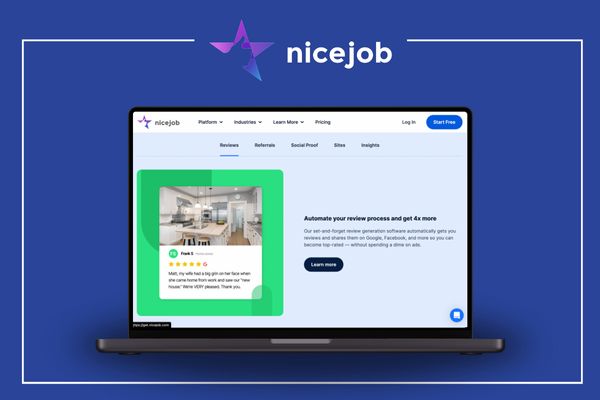 nicejob
nicejob
Platform Industries Learn More Pricing Log In Start Free
Reviews Referrals Social Proof Sites Insights
Automate your review process and get 4x more
Our set-and-forget review generation software automatically gets you
reviews and shares them on Google, Facebook, and more so you can
become top-rated — without spending a dime on ads.
Learn more
Frank S
Matt, my wife had a big grin on her face when
she came home from work and saw our "new
house." We're VERY pleased. Thank you.